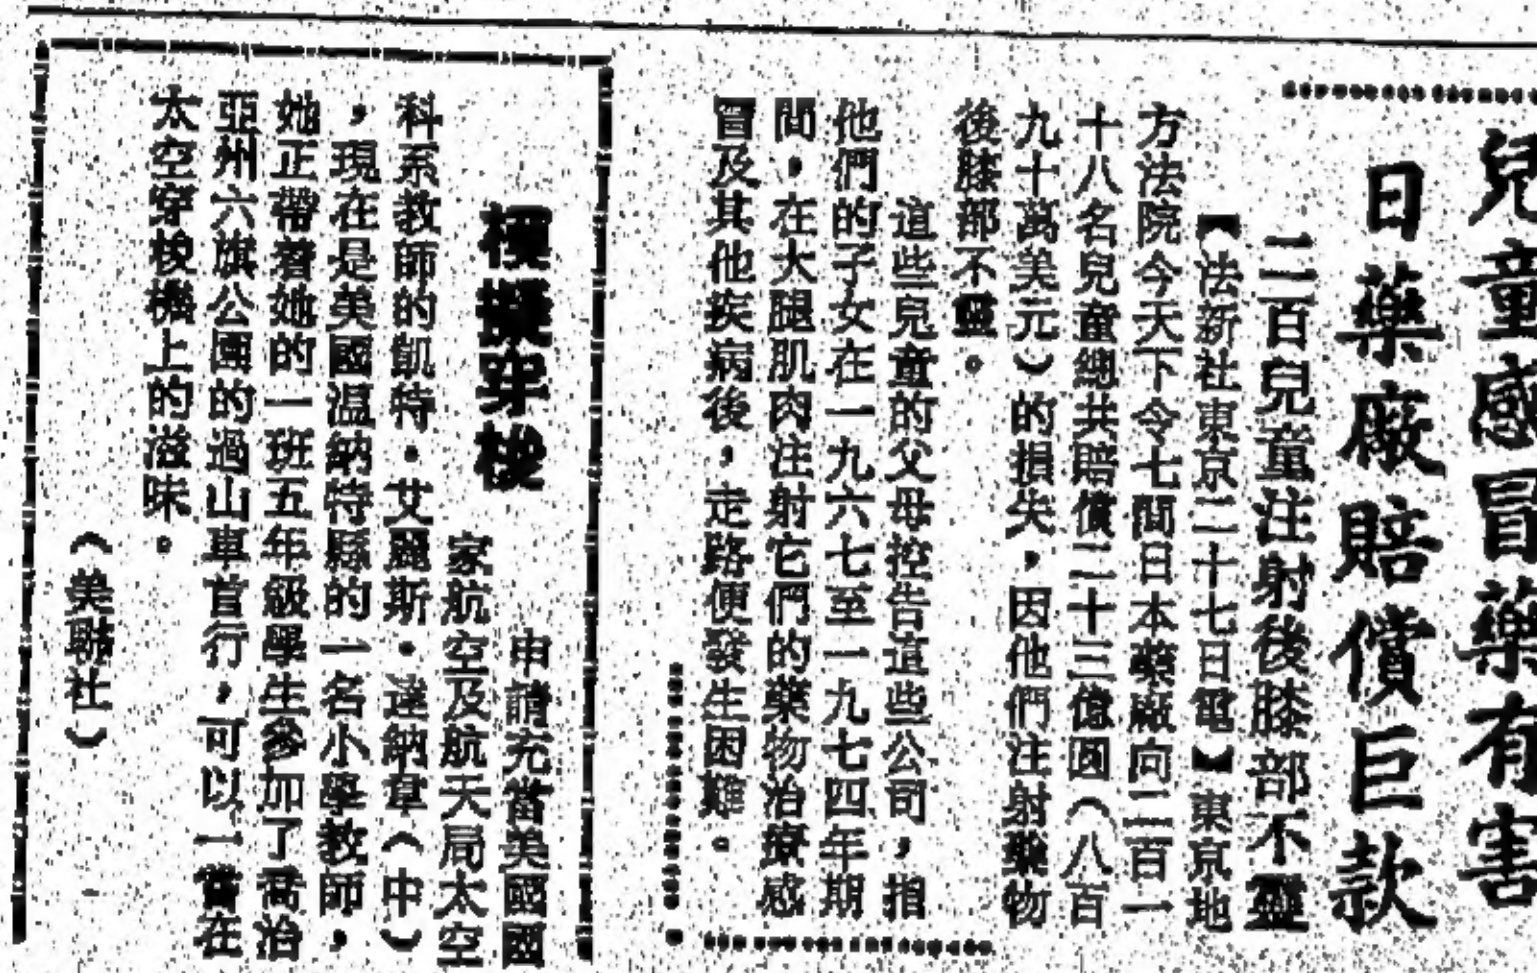 兒童感冒藥有害
日藥廠賠償巨款
二百兒童注射後膝部不靈
【法新社東京二十七日電】東京地
方法院今天下令七間日本藥廠向二百一
十八名兒童總共賠償二十三億圓（八百
九十萬美元）的損失，因他們注射藥物
後膝部不靈。
這些兒童的父母控告這些公司，指
他們的子女在一九六七至一九七四年期
間，在大腿肌肉注射它們的藥物治療感
冒及其他疾病後，走路便發生困難。
模擬穿梭
申請充當美國國
家航空及航天局太空
科系教師的凱特．艾麗斯．達納韋（中）
，現在是美國溫納特縣的一名小學教師，
她正帶着她的一班五年級學生參加了喬治
亞州六旗公園的過山車首行，可以一嘗在
太空穿梭機上的滋味。
（美聯社）